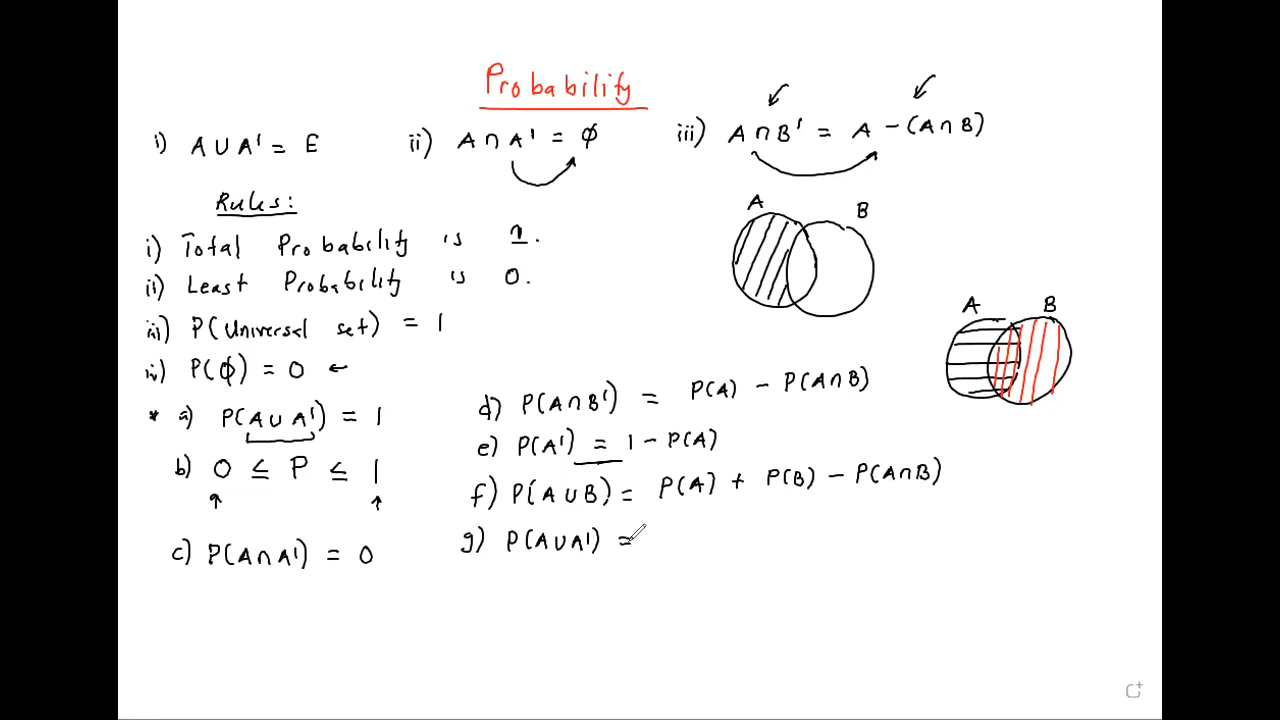 Probability
i) A ∪ A' = E
ii) A ∩ A' = φ
iii) A ∩ B' = A - (A ∩ B)
Rules:
i) Total Probability is 1.
ii) Least Probability is 0.
iii) P(Universal set) = 1
iv) P(φ) = 0 ←
* a) P(A ∪ A') = 1
b) 0 ≤ P ≤ 1
c) P(A ∩ A') = 0
A B
A B
d) P(A ∩ B') = P(A) - P(A ∩ B)
e) P(A') = 1 - P(A)
f) P(A ∪ B) = P(A) + P(B) - P(A ∩ B)
g) P(A ∪ A') =